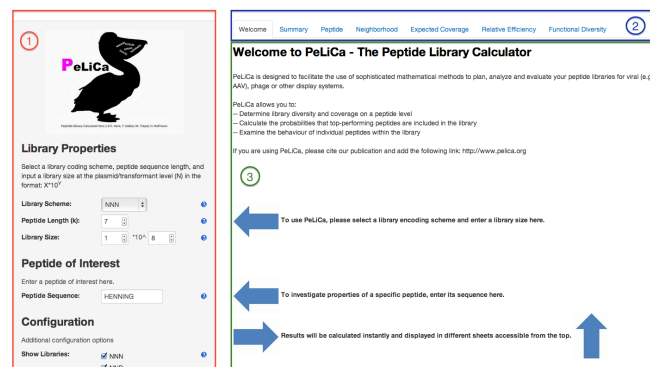 1
PeLiCa
Library Properties
Select a library coding
scheme, peptide sequence length, and
input a library size at the
plasmid/transformant level (N) in the
format: X*10^Y
Library Scheme: NNN
Peptide Length (k): 7
Library Size: 1 *10^ 8
Peptide of Interest
Enter a peptide of interest
here.
Peptide Sequence: HENNING
Configuration
Additional configuration
options
Show Libraries: NNN
Welcome Summary Peptide Neighborhood Expected Coverage Relative Efficiency Functional Diversity 2
Welcome to PeLiCa - The Peptide Library Calculator
PeLiCa is designed to facilitate the use of sophisticated mathematical methods to plan, analyze and evaluate your peptide libraries for viral (e.g
AAV), phage or other display systems.
PeLiCa allows you to:
-- Determine library diversity and coverage on a peptide level
-- Calculate the probabilities that top-performing peptides are included in the library
-- Examine the behaviour of individual peptides within the library
If you are using PeLiCa, please cite our publication and add the following link: http://www.pelica.org
3
To use PeLiCa, please select a library encoding scheme and enter a library size here.
To investigate properties of a specific peptide, enter its sequence here.
Results will be calculated instantly and displayed in different sheets accessible from the top.